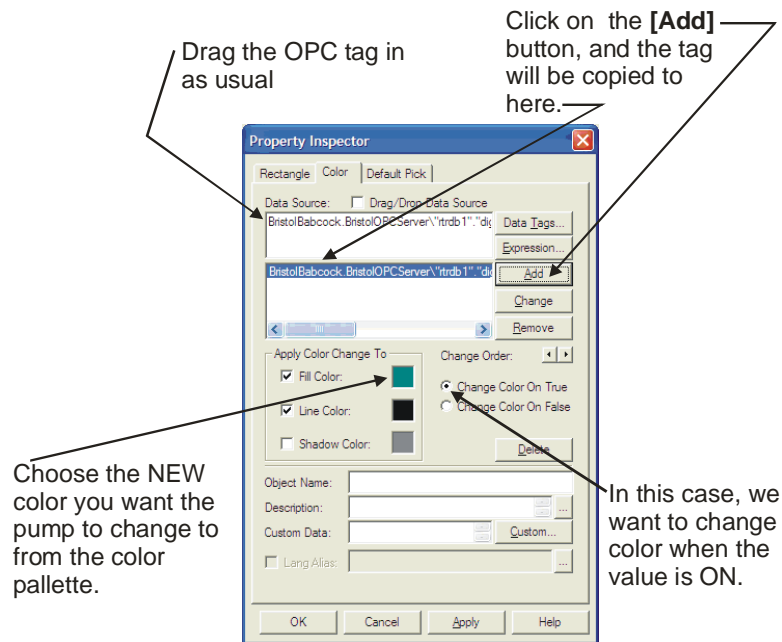 Drag the OPC tag in
as usual
Click on  the [Add]
button, and the tag
will be copied to
here.
Property Inspector
Rectangle Color Default Pick
Data Source: Drag/Drop Data Source
BristolBabcock.BristolOPCServer\"rtrdb1"."dig
Data Tags...
Expression...
BristolBabcock.BristolOPCServer\"rtrdb1"."dig
Add
Change
Remove
Apply Color Change To
Change Order:
Fill Color:
Change Color On True
Line Color:
Change Color On False
Shadow Color:
Delete
Object Name:
Description:
...
Custom Data:
Custom...
Lang Alias:
...
OK Cancel Apply Help
Choose the NEW
color you want the
pump to change to
from the color
pallette.
In this case, we
want to change
color when the
value is ON.